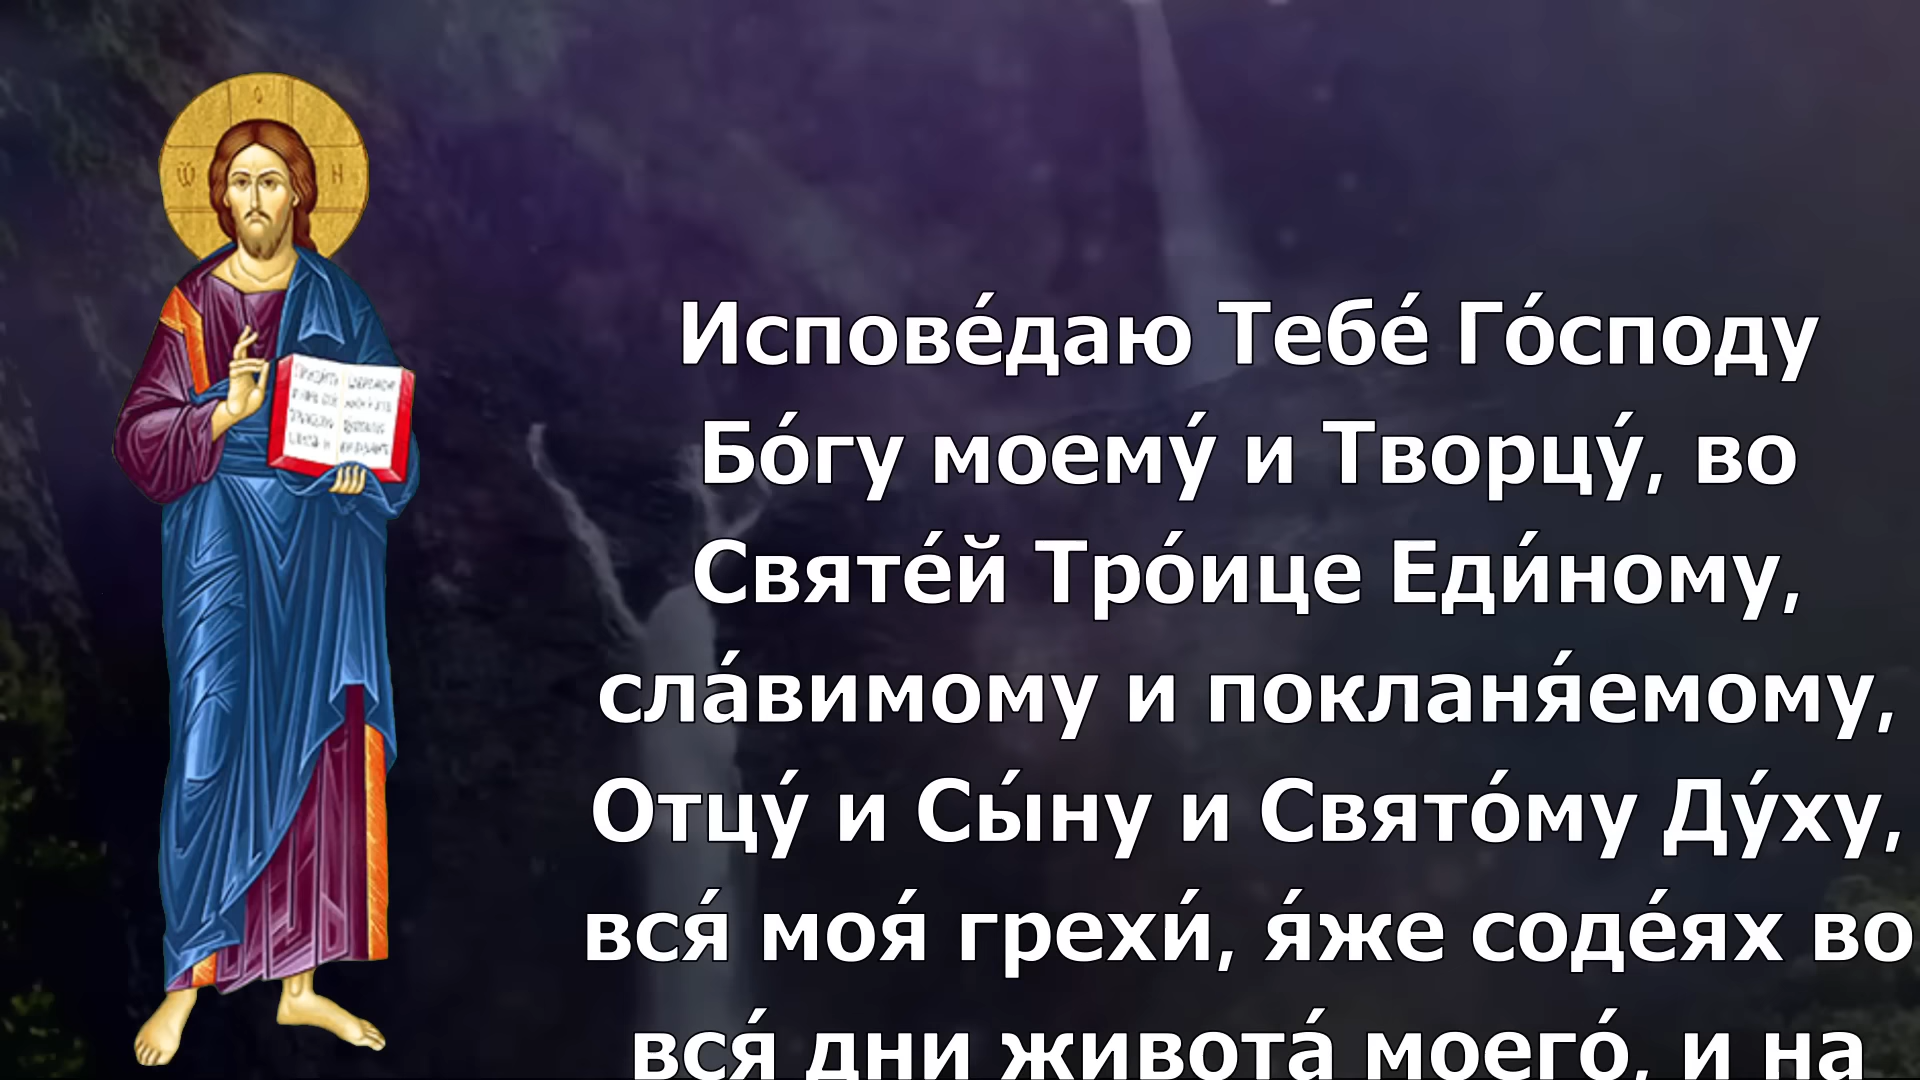 Испове́даю Тебе́ Го́споду
Бо́гу моему́ и Творцу́, во
Святе́й Тро́ице Еди́ному,
сла́вимому и покланя́емому,
Отцу́ и Сы́ну и Свято́му Ду́ху,
вся́ моя́ грехи́, я́же соде́ях во
вся́ дни живота́ моего́, и на